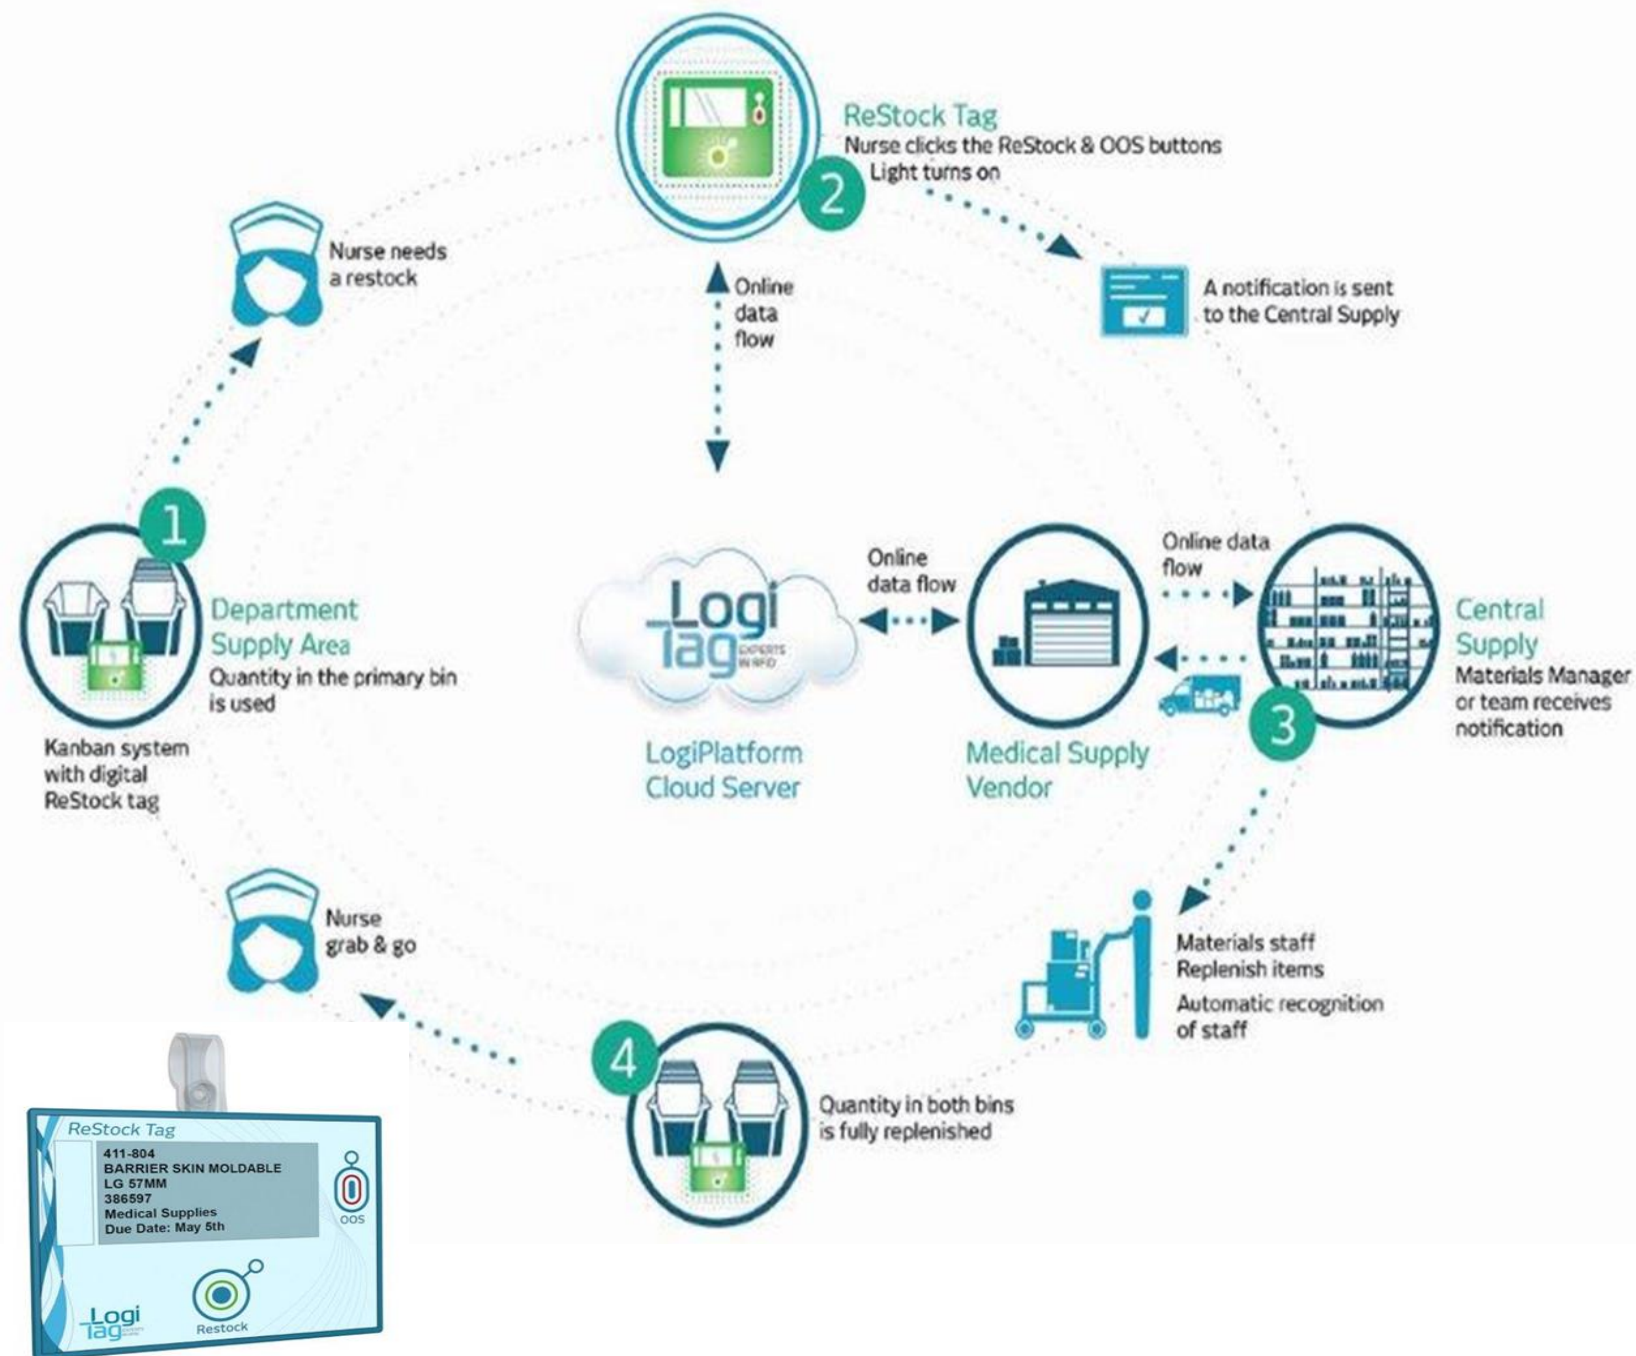 ReStock Tag
Nurse clicks the ReStock & OOS buttons
Light turns on
2
Nurse needs
a restock
Online
data
flow
A notification is sent
to the Central Supply
1
Department
Supply Area
Quantity in the primary bin
is used
Kanban system
with digital
ReStock tag
Logi
Tag
EXPERTS
IN RFID
LogiPlatform
Cloud Server
Online
data flow
Medical Supply
Vendor
Online data
flow
Central
Supply
Materials Manager
or team receives
notification
3
Materials staff
Replenish items
Automatic recognition
of staff
Nurse
grab & go
4
Quantity in both bins
is fully replenished
ReStock Tag
411-804
BARRIER SKIN MOLDABLE
LG 57MM
386597
Medical Supplies
Due Date: May 5th
OOS
Restock
Logi
Tag